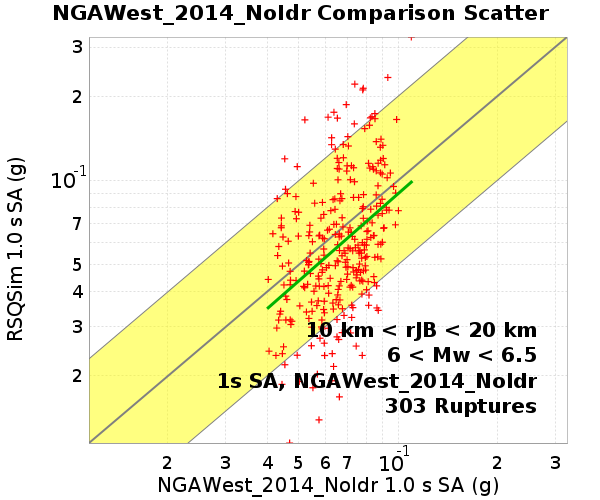 NGAWest_2014_NoIdr Comparison Scatter
RSQSim 1.0 s SA (g)
3
2
10^-1
7
5
4
3
2
10 km < rJB < 20 km
6 < Mw < 6.5
1s SA, NGAWest_2014_NoIdr
303 Ruptures
2 3 4 5 6 7 10^-1 2 3
NGAWest_2014_NoIdr 1.0 s SA (g)